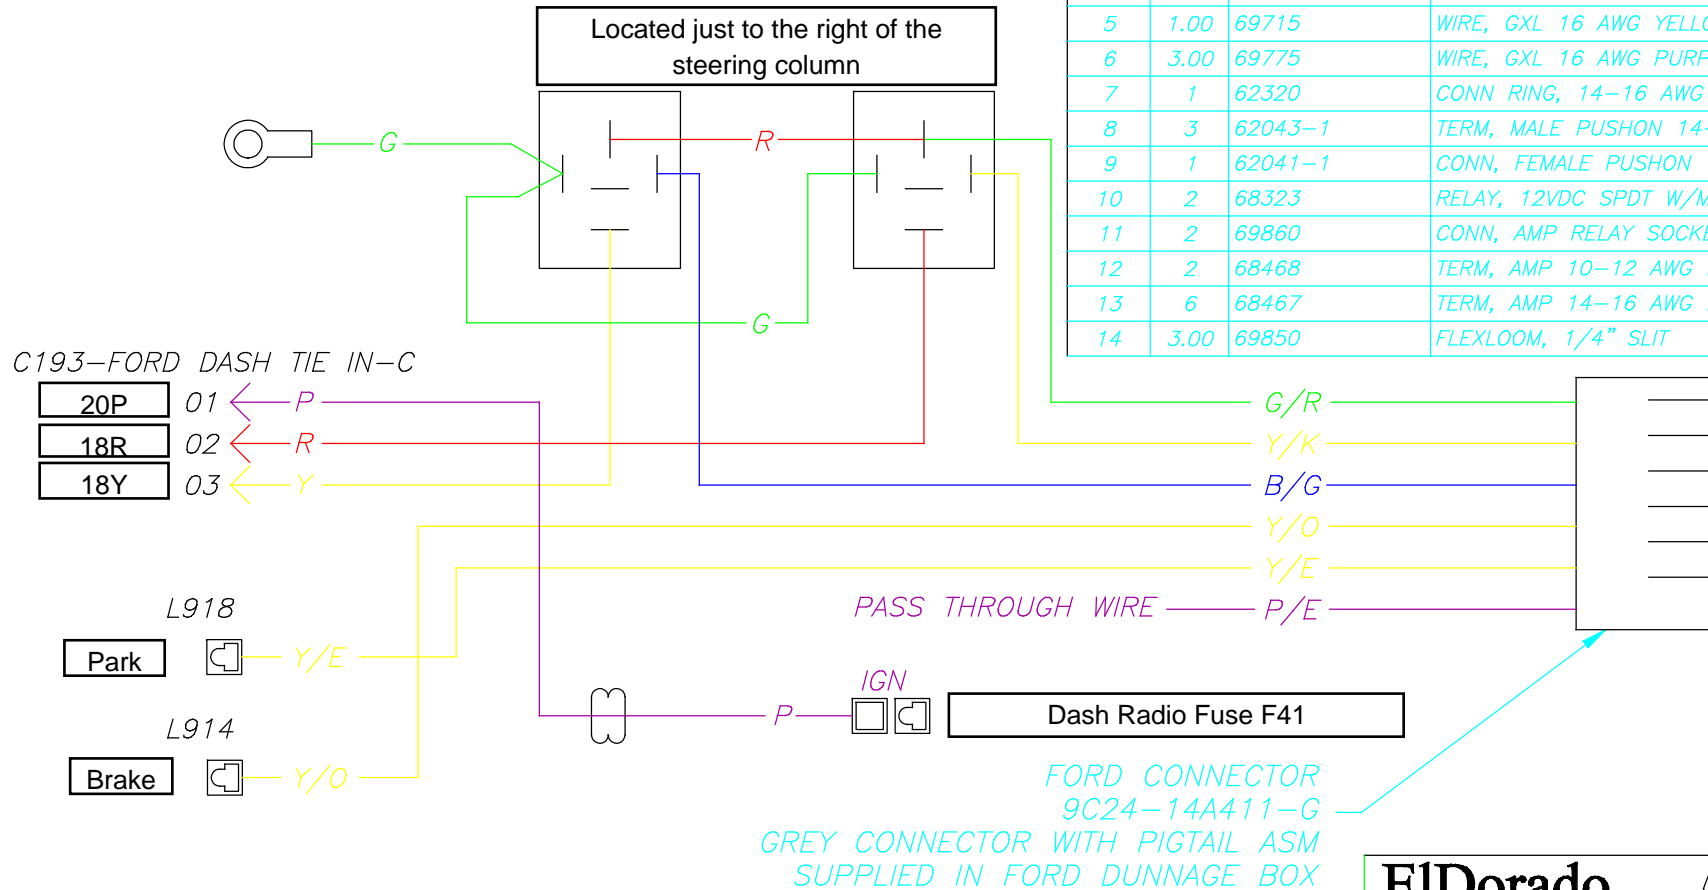 Located just to the right of the
steering column
5 1.00 69715 WIRE, GXL 16 AWG
6 3.00 69775 WIRE, GXL 16 AWG
7 1 62320 CONN RING, 14-16 AWG
8 3 62043-1 TERM, MALE PUSHON
9 1 62041-1 CONN, FEMALE PUSHON
10 2 68323 RELAY, 12VDC SPDT
11 2 69860 CONN, AMP RELAY
12 2 68468 TERM, AMP 10-12 AWG
13 6 68467 TERM, AMP 14-16 AWG
14 3.00 69850 FLEXLOOM, 1/4" SLIT
G
R
G
C193-FORD DASH TIE IN-C
20P 01 P
18R 02 R
18Y 03 Y
G/R
Y/K
B/G
Y/O
Y/E
PASS THROUGH WIRE P/E
L918
Park Y/E
L914
Brake Y/O
IGN
P
Dash Radio Fuse F41
FORD CONNECTOR
9C24-14A411-G
GREY CONNECTOR WITH PIGTAIL ASM
SUPPLIED IN FORD DUNNAGE BOX
ElDorado